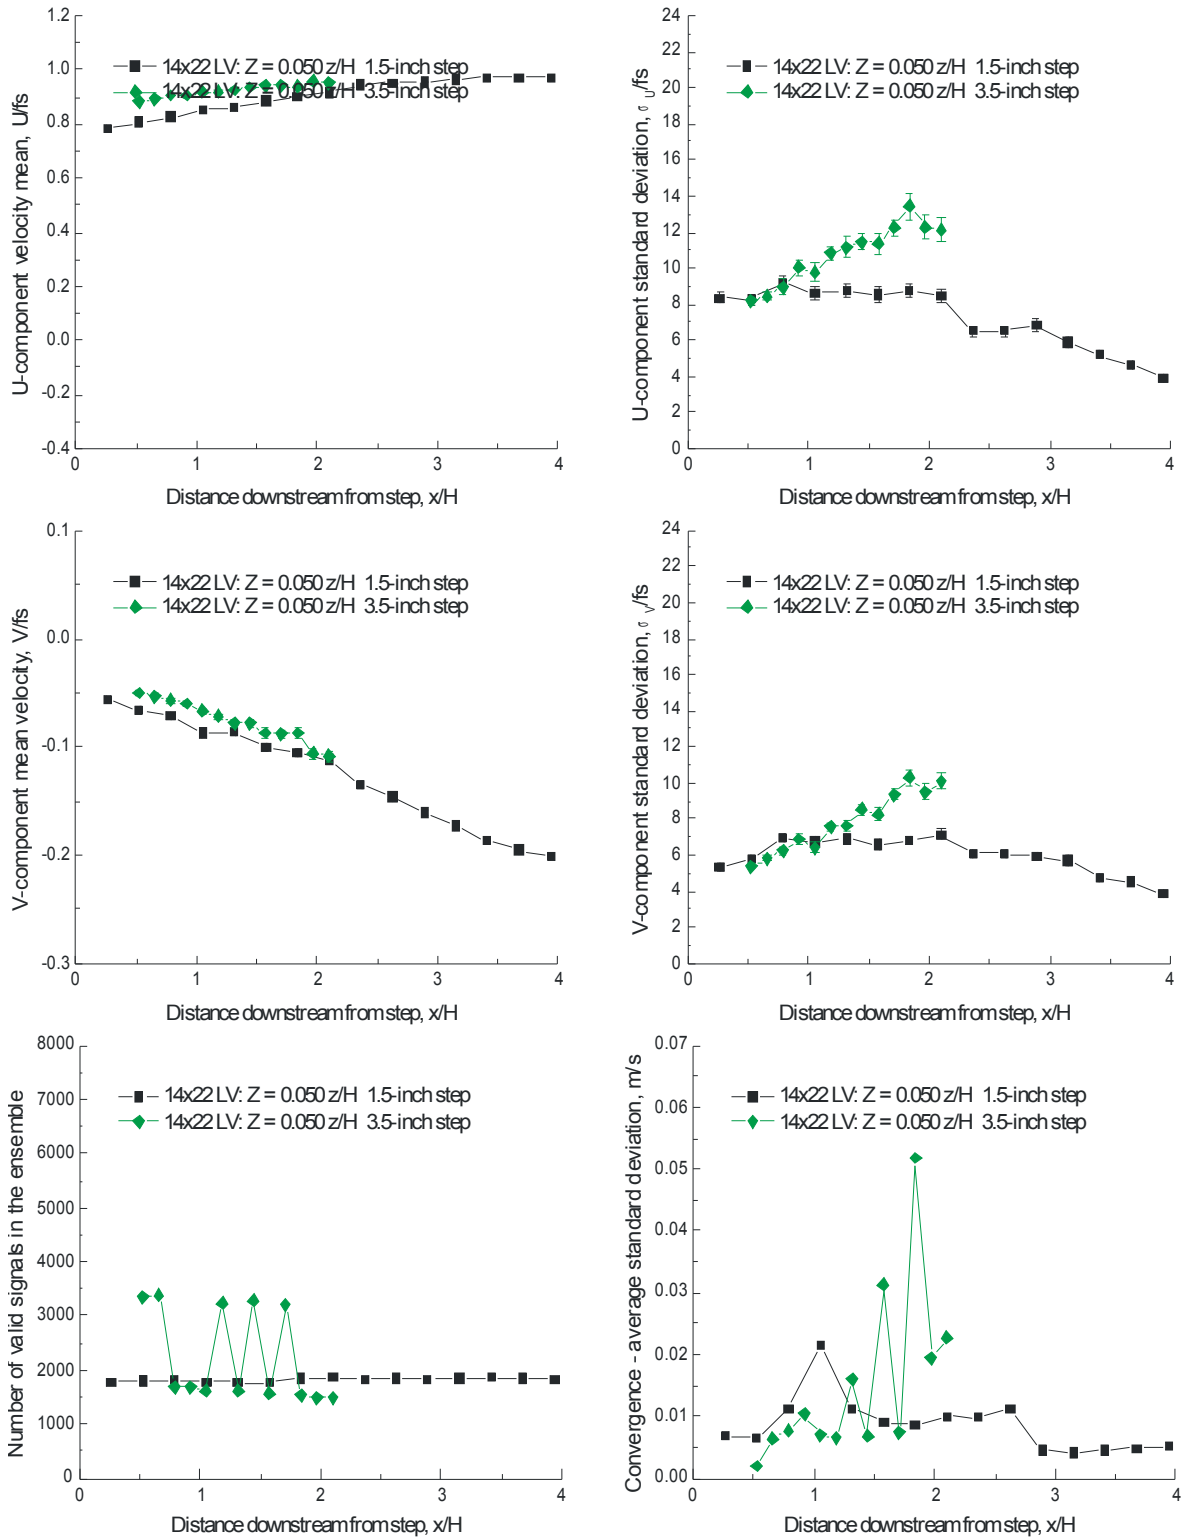 U-component velocity mean, U/fs
1.2
1.0
0.8
0.6
0.4
0.2
0.0
-0.2
-0.4
14x22 LV: Z = 0.050 z/H 1.5-inch step
14x22 LV: Z = 0.050 z/H 3.5-inch step
0 1 2 3 4
Distance downstream from step, x/H
U-component standard deviation, σU/fs
24
22
20
18
16
14
12
10
8
6
4
2
0
14x22 LV: Z = 0.050 z/H 1.5-inch step
14x22 LV: Z = 0.050 z/H 3.5-inch step
0 1 2 3 4
Distance downstream from step, x/H
V-component mean velocity, V/fs
0.1
0.0
-0.1
-0.2
-0.3
14x22 LV: Z = 0.050 z/H 1.5-inch step
14x22 LV: Z = 0.050 z/H 3.5-inch step
0 1 2 3 4
Distance downstream from step, x/H
V-component standard deviation, σV/fs
24
22
20
18
16
14
12
10
8
6
4
2
0
14x22 LV: Z = 0.050 z/H 1.5-inch step
14x22 LV: Z = 0.050 z/H 3.5-inch step
0 1 2 3 4
Distance downstream from step, x/H
Number of valid signals in the ensemble
8000
7000
6000
5000
4000
3000
2000
1000
0
14x22 LV: Z = 0.050 z/H 1.5-inch step
14x22 LV: Z = 0.050 z/H 3.5-inch step
0 1 2 3 4
Distance downstream from step, x/H
Convergence - average standard deviation, m/s
0.07
0.06
0.05
0.04
0.03
0.02
0.01
0.00
14x22 LV: Z = 0.050 z/H 1.5-inch step
14x22 LV: Z = 0.050 z/H 3.5-inch step
0 1 2 3 4
Distance downstream from step, x/H